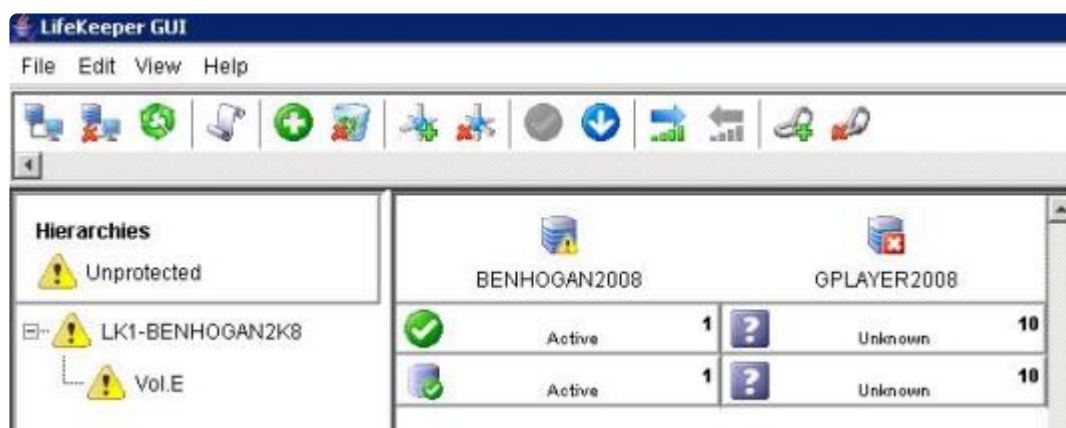 LifeKeeper GUI
File Edit View Help
Hierarchies
Unprotected
BENHOGAN2008 GPLAYER2008
LK1-BENHOGAN2K8 Active 1 ? Unknown 10
Vol.E Active 1 ? Unknown 10